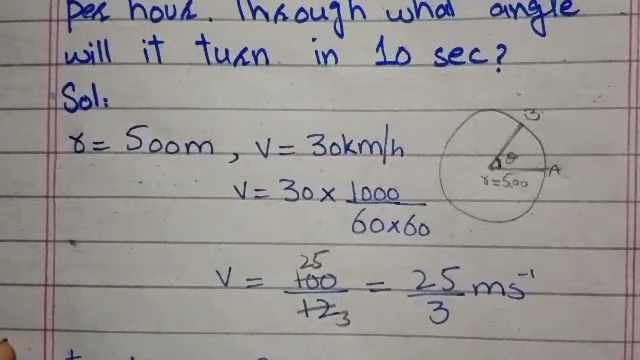 per hour. Through what angle
will it turn in 10 sec?
Sol:
r = 500m, v = 30km/h
B
θ
A
r=500
v = 30 × 1000
60×60
25
v = 100 = 25 ms⁻¹
12 3 3